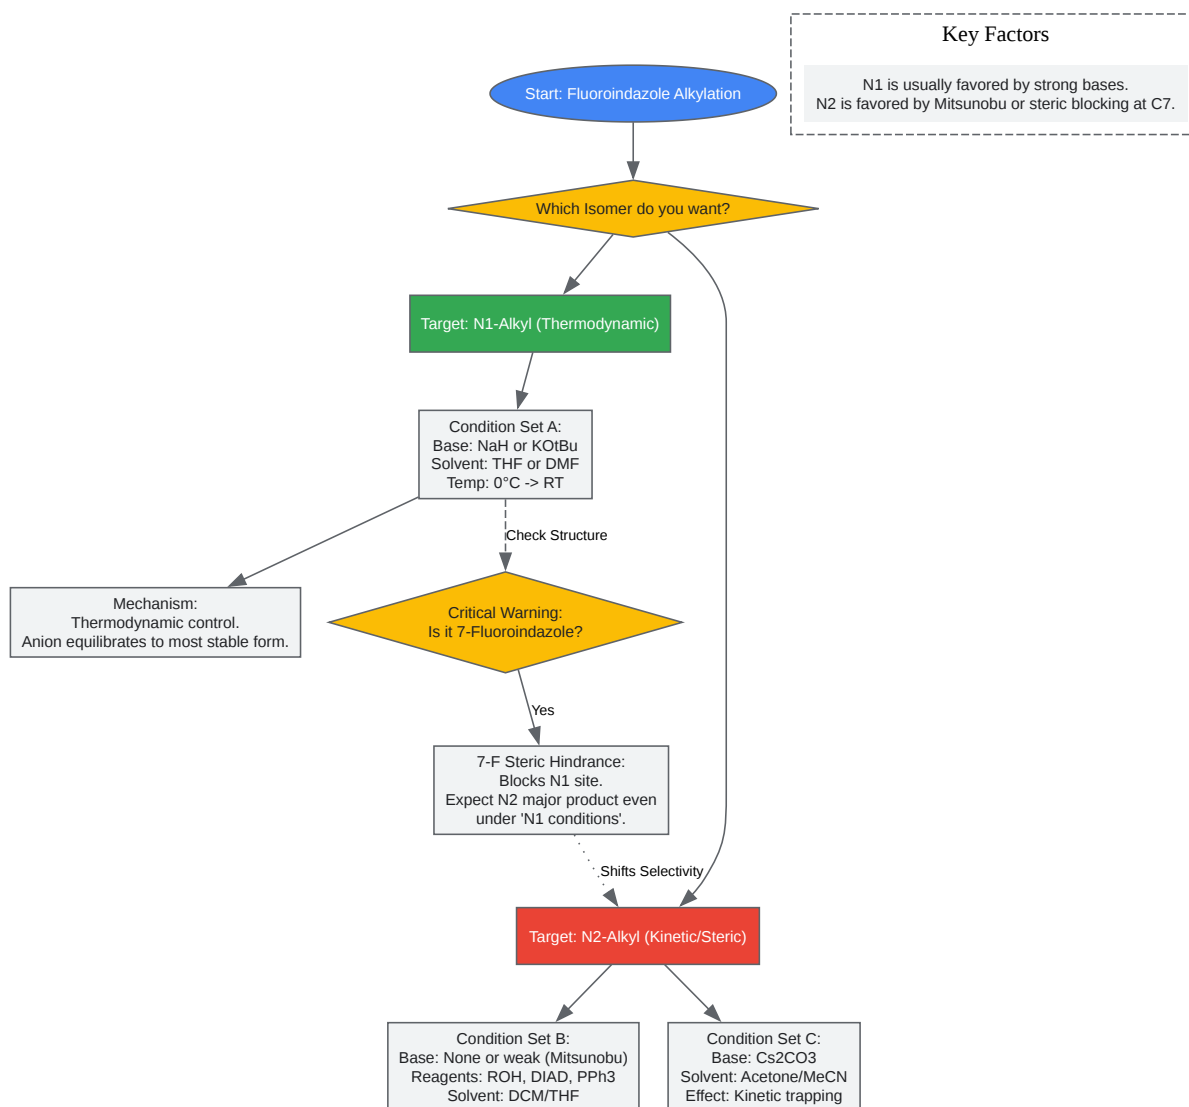 Key Factors
N1 is usually favored by strong bases.
N2 is favored by Mitsunobu or steric blocking at C7.
Start: Fluoroindazole Alkylation
Which Isomer do you want?
Target: N1-Alkyl (Thermodynamic)
Condition Set A:
Base: NaH or KOtBu
Solvent: THF or DMF
Temp: 0°C -> RT
Check Structure
Mechanism:
Thermodynamic control.
Anion equilibrates to most stable form.
Critical Warning:
Is it 7-Fluoroindazole?
Yes
7-F Steric Hindrance:
Blocks N1 site.
Expect N2 major product even
under 'N1 conditions'.
Shifts Selectivity
Target: N2-Alkyl (Kinetic/Steric)
Condition Set B:
Base: None or weak (Mitsunobu)
Reagents: ROH, DIAD, PPh3
Solvent: DCM/THF
Condition Set C:
Base: Cs2CO3
Solvent: Acetone/MeCN
Effect: Kinetic trapping